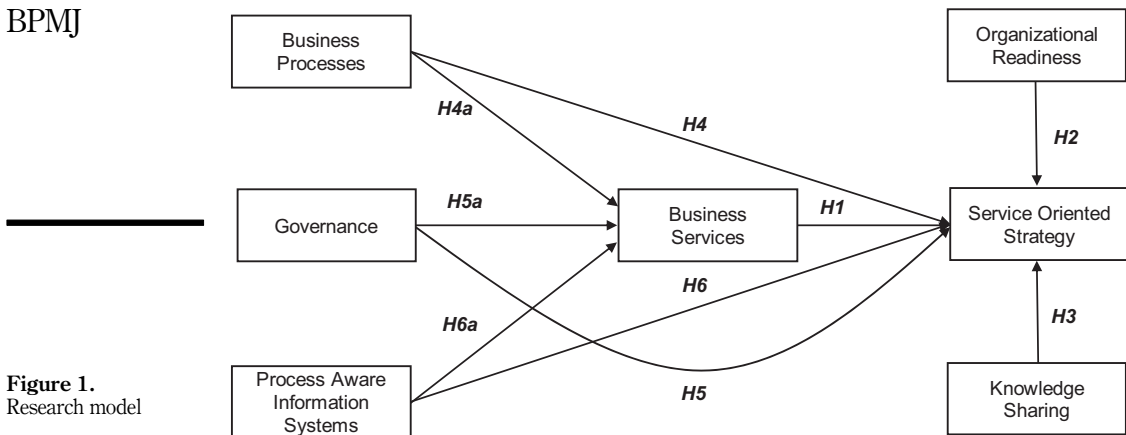 BPMJ
Business
Processes
Organizational
Readiness
H4a
H4
H2
Governance
H5a
Business
Services
H1
Service Oriented
Strategy
H6a
H6
H3
Figure 1.
Research model
Process Aware
Information
Systems
H5
Knowledge
Sharing